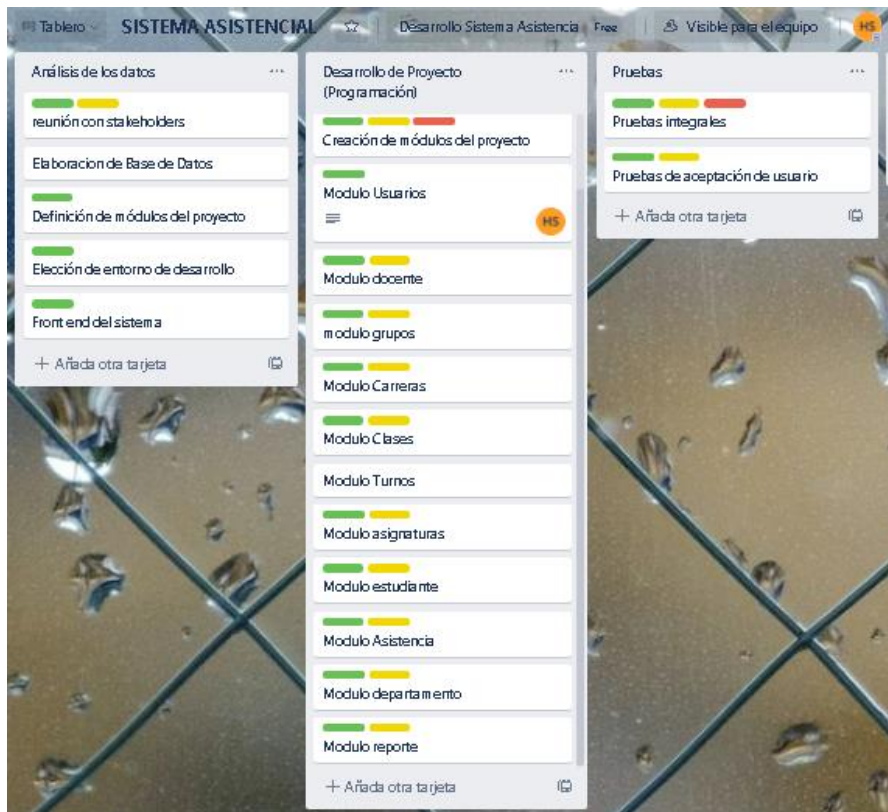 Tablero
SISTEMA ASISTENCIAL
Desarrollo Sistema Asistencia
Free
Visible para el equipo
HS
Análisis de los datos
reunión con stakeholders
Elaboracion de Base de Datos
Definición de módulos del proyecto
Elección de entorno de desarrollo
Front end del sistema
+ Añada otra tarjeta
Desarrollo de Proyecto
(Programación)
Creación de módulos del proyecto
Modulo Usuarios
HS
Modulo docente
modulo grupos
Modulo Carreras
Modulo Clases
Modulo Turnos
Modulo asignaturas
Modulo estudiante
Modulo Asistencia
Modulo departamento
Modulo reporte
+ Añada otra tarjeta
Pruebas
Pruebas integrales
Pruebas de aceptación de usuario
+ Añada otra tarjeta